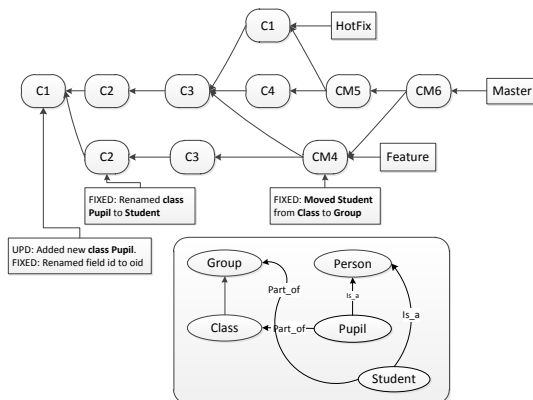 C1
HotFix
C1
C2
C3
C4
CM5
CM6
Master
C2
C3
CM4
Feature
FIXED: Renamed class
Pupil to Student
FIXED: Moved Student
from Class to Group
UPD: Added new class Pupil.
FIXED: Renamed field id to oid
Group
Person
Part_of
Is_a
Is_a
Class
Part_of
Pupil
Student